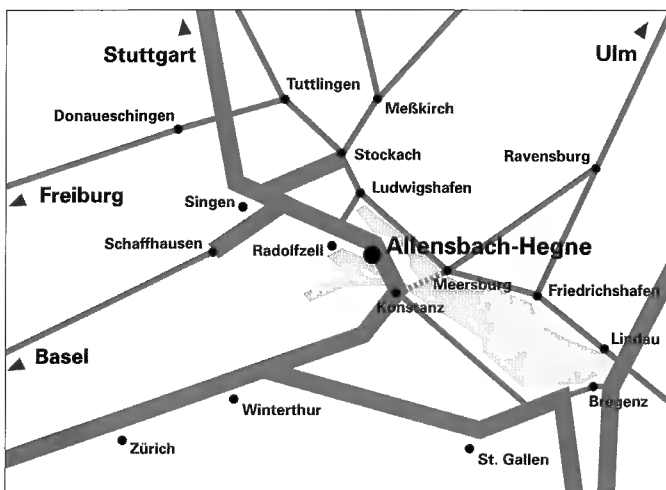 Stuttgart
Ulm
Tuttlingen
Meßkirch
Donaueschingen
Stockach
Ravensburg
Ludwigshafen
Freiburg
Singen
Schaffhausen
Radolfzell
Allensbach-Hegne
Meersburg
Friedrichshafen
Konstanz
Lindau
Basel
Bregenz
Winterthur
Zürich
St. Gallen